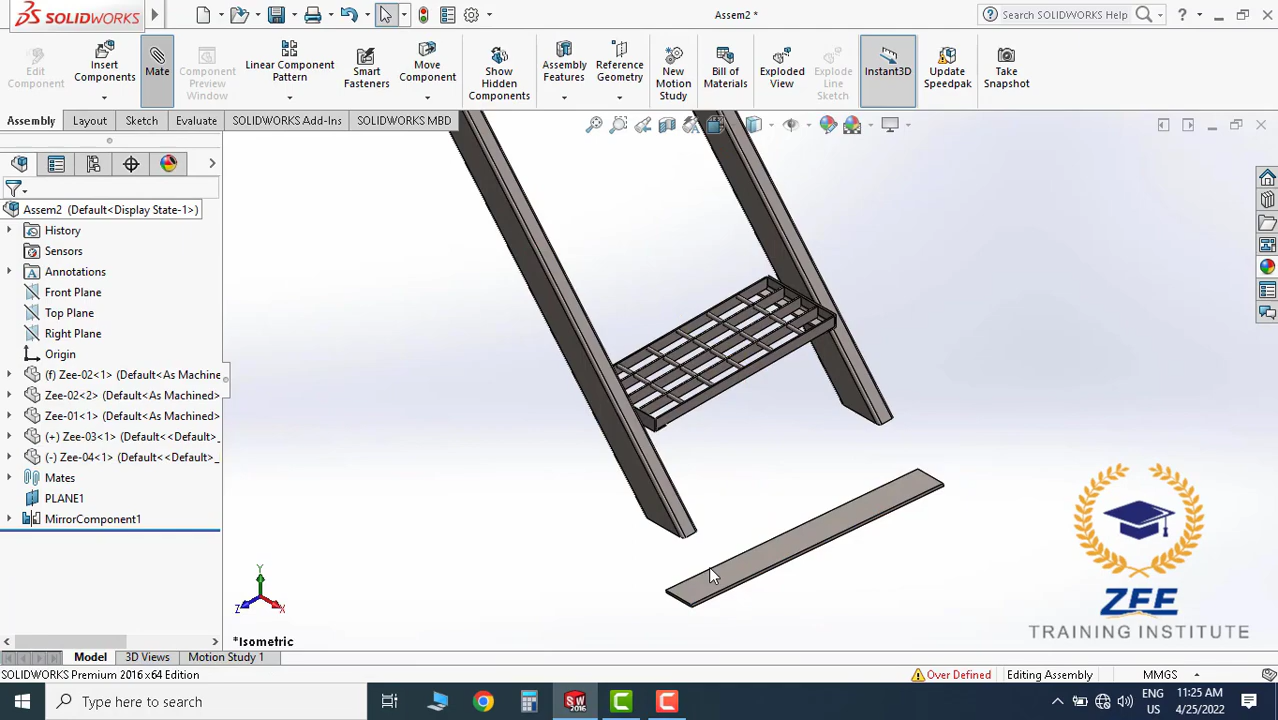 SOLIDWORKS
Assem2 *
Search SOLIDWORKS Help
?
Edit Component
Mate
Component Preview Window
Insert Components
Linear Component Pattern
Smart Fasteners
Move Component
Show Hidden Components
Assembly Features
Reference Geometry
New Motion Study
Bill of Materials
Exploded View
Explode Line Sketch
Instant3D
Update Speedpak
Take Snapshot
Assembly
Layout
Sketch
Evaluate
SOLIDWORKS Add-Ins
SOLIDWORKS MBD
Assem2 (Default<Display State-1>)
History
Sensors
Annotations
Front Plane
Top Plane
Right Plane
Origin
(f) Zee-02<1> (Default<As Machine
Zee-02<2> (Default<As Machined>
Zee-01<1> (Default<As Machined>
(+) Zee-03<1> (Default<<Default>_
(-) Zee-04<1> (Default<<Default>_
Mates
PLANE1
MirrorComponent1
Y
Z
X
*Isometric
ZEE
TRAINING INSTITUTE
Model
3D Views
Motion Study 1
SOLIDWORKS Premium 2016 x64 Edition
Over Defined
Editing Assembly
MMGS
Type here to search
SW
2016
ENG
US
11:25 AM
4/25/2022